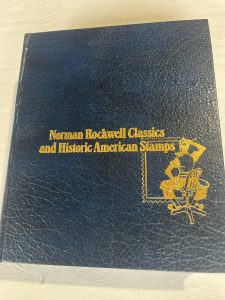 Norman Rockwell Classics
and Historic American Stamps